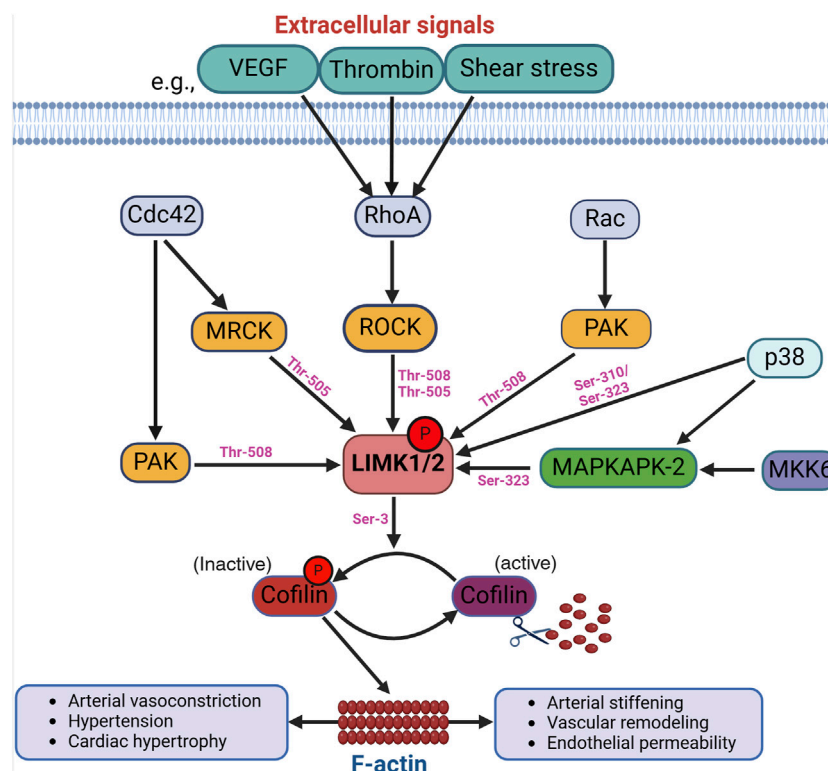 Extracellular signals
e.g., VEGF Thrombin Shear stress
Cdc42 RhoA Rac
MRCK ROCK PAK
p38
Thr-505
Thr-508
Thr-505
Thr-508
Ser-310/
Ser-323
P
PAK Thr-508 LIMK1/2 Ser-323 MAPKAPK-2 MKK6
Ser-3
(Inactive) (active)
P
Cofilin Cofilin
• Arterial vasoconstriction
• Hypertension
• Cardiac hypertrophy
• Arterial stiffening
• Vascular remodeling
• Endothelial permeability
F-actin